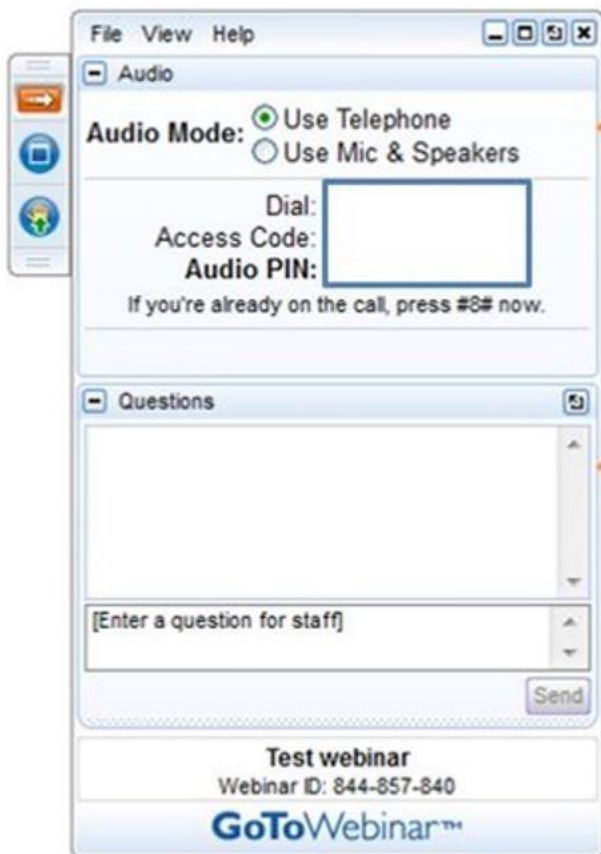 File View Help
Audio
Audio Mode: Use Telephone
Use Mic & Speakers
Dial:
Access Code:
Audio PIN:
If you're already on the call, press #8# now.
Questions
[Enter a question for staff]
Send
Test webinar
Webinar ID: 844-857-840
GoToWebinar™